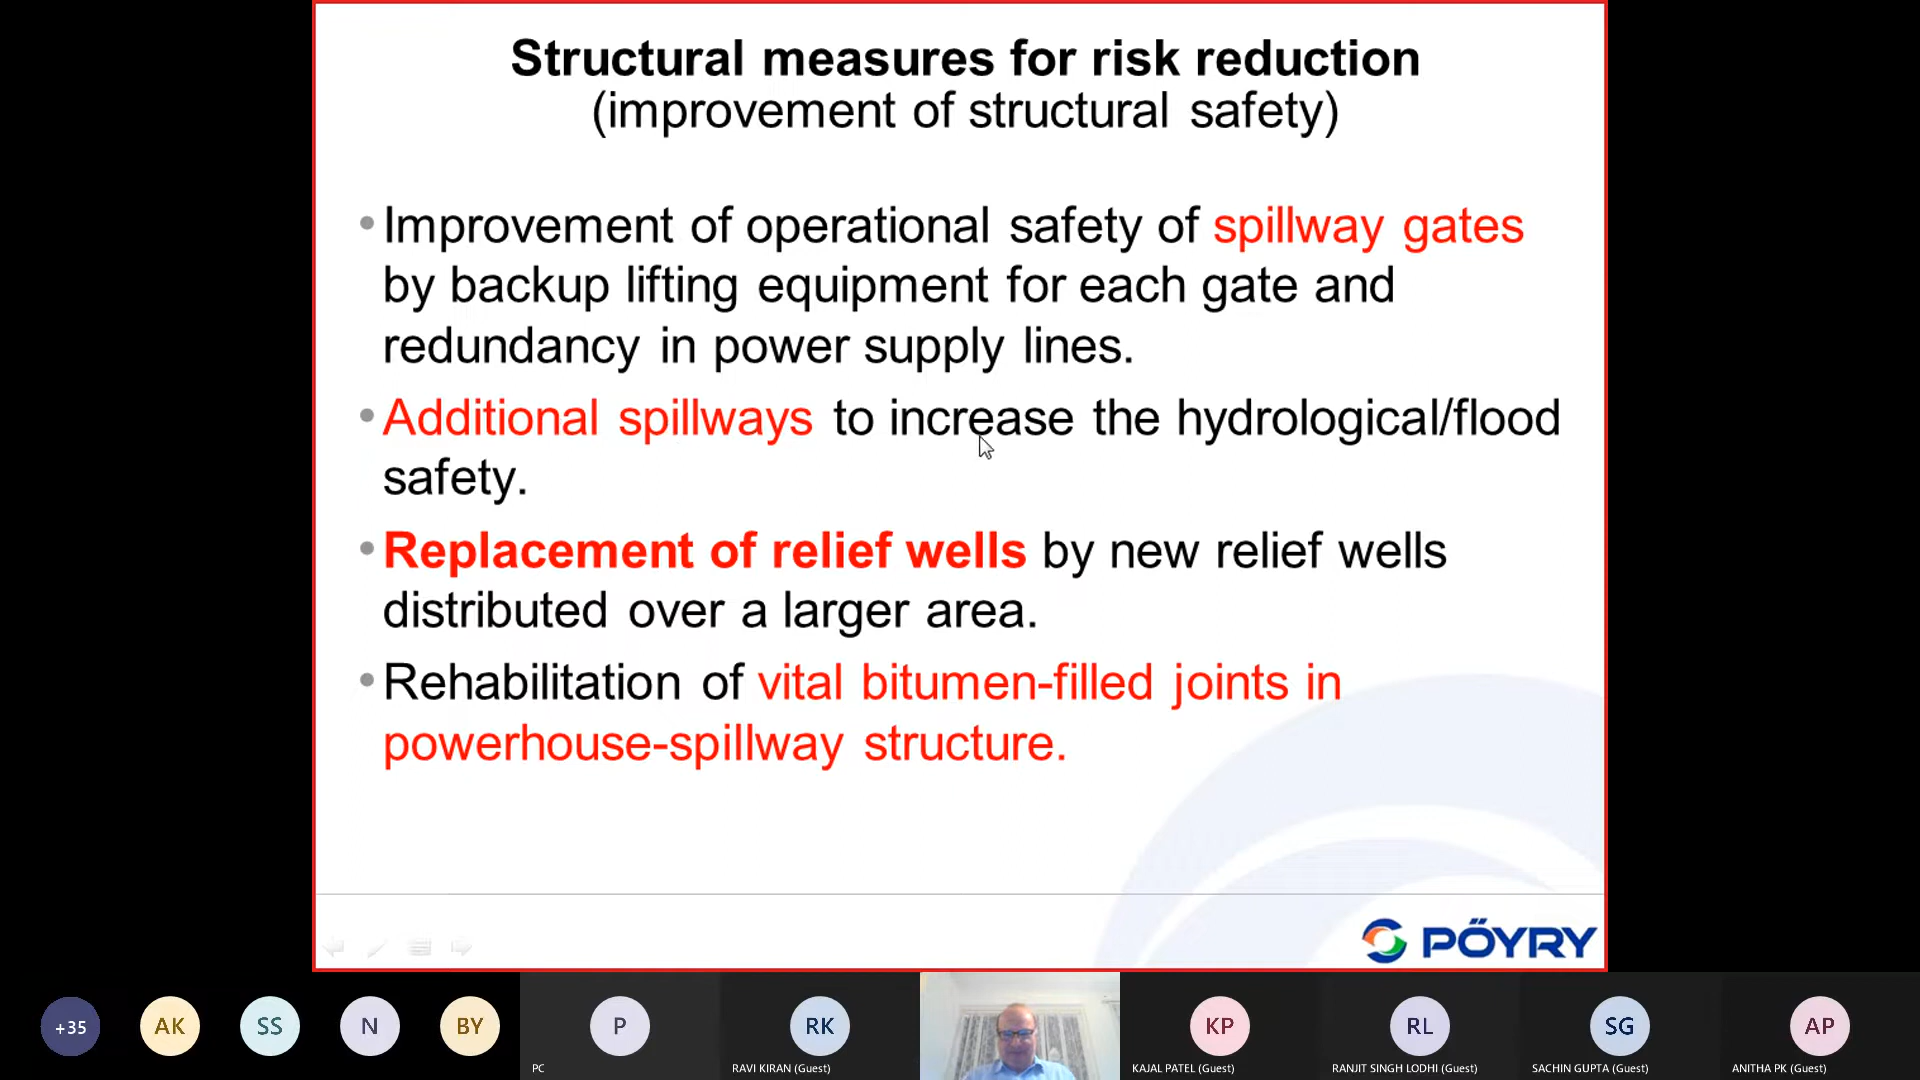 Structural measures for risk reduction
(improvement of structural safety)
•Improvement of operational safety of spillway gates
by backup lifting equipment for each gate and
redundancy in power supply lines.
•Additional spillways to increase the hydrological/flood
safety.
•Replacement of relief wells by new relief wells
distributed over a larger area.
•Rehabilitation of vital bitumen-filled joints in
powerhouse-spillway structure.
PŐYRY
+35 AK SS N BY P RK KP RL SG AP
PC RAVI KIRAN (Guest) KAJAL PATEL (Guest) RANJIT SINGH LODHI (Guest) SACHIN GUPTA (Guest) ANITHA PK (Guest)